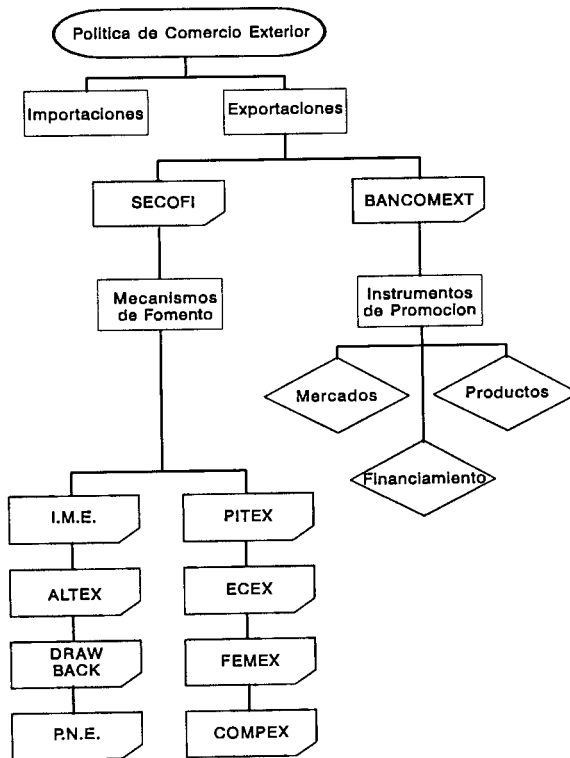 Politica de Comercio Exterior
Importaciones
Exportaciones
SECOFI
BANCOMEXT
Mecanismos
de Fomento
Instrumentos
de Promocion
Mercados
Productos
Financiamiento
I.M.E.
PITEX
ALTEX
ECEX
DRAW
BACK
FEMEX
P.N.E.
COMPEX